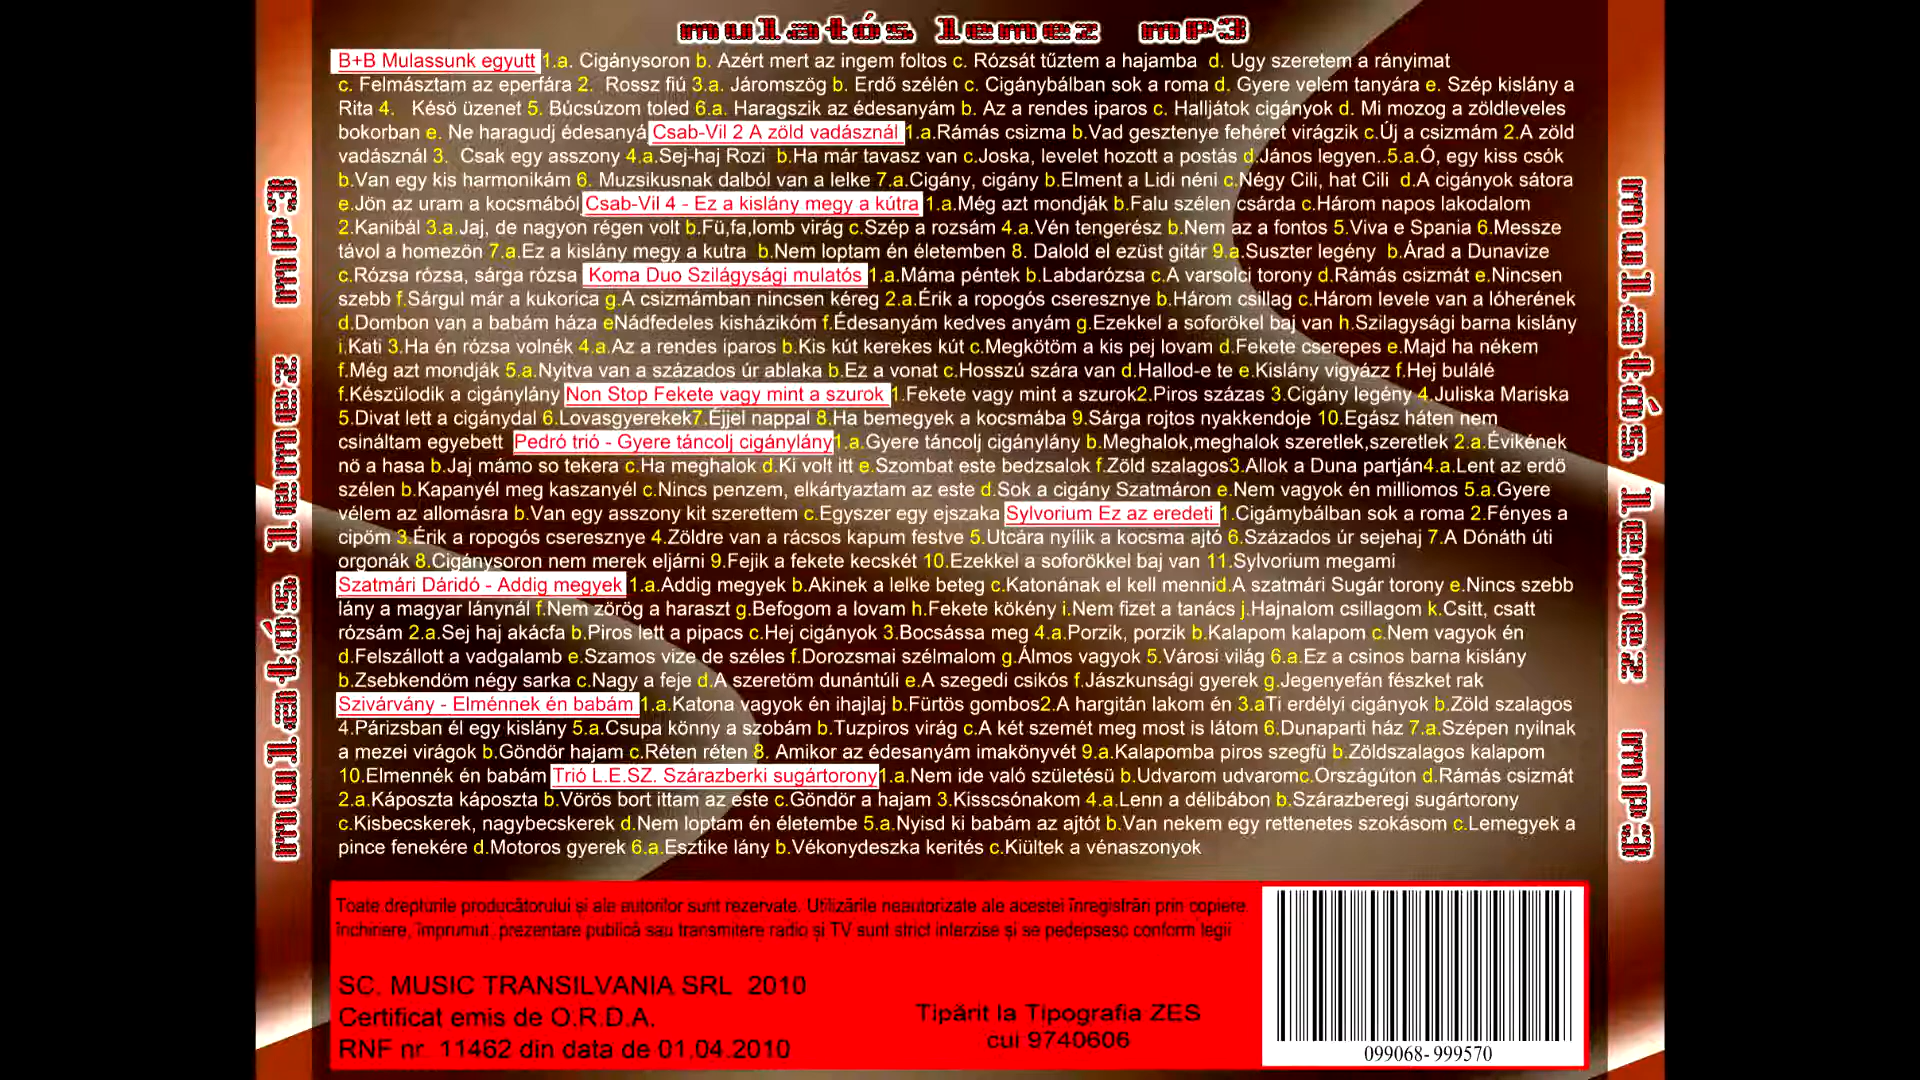 mulatós lemez mp3
B+B Mulassunk egyutt 1.a. Cigánysoron b. Azért mert az ingem foltos c. Rózsát tűztem a hajamba d. Ugy szeretem a rányimat
c. Felmásztam az eperfára 2. Rossz fiú 3.a. Járomszög b. Erdő szélén c. Cigánybálban sok a roma d. Gyere velem tanyára e. Szép kislány a
Rita 4. Késö üzenet 5. Búcsúzom toled 6.a. Haragszik az édesanyám b. Az a rendes iparos c. Halljátok cigányok d. Mi mozog a zöldleveles
bokorban e. Ne haragudj édesanyá Csab-Vil 2 A zöld vadásznál 1.a.Rámás csizma b.Vad gesztenye fehéret virágzik c.Új a csizmám 2.A zöld
vadásznál 3. Csak egy asszony 4.a.Sej-haj Rozi b.Ha már tavasz van c.Joska, levelet hozott a postás d.János legyen..5.a.Ó, egy kiss csók
b.Van egy kis harmonikám 6. Muzsikusnak dalból van a lelke 7.a.Cigány, cigány b.Elment a Lidi néni c.Négy Cili, hat Cili d.A cigányok sátora
e.Jön az uram a kocsmából Csab-Vil 4 - Ez a kislány megy a kútra 1.a.Még azt mondják b.Falu szélen csárda c.Három napos lakodalom
2.Kanibál 3.a.Jaj, de nagyon régen volt b.Fü,fa,lomb virág c.Szép a rozsám 4.a.Vén tengerész b.Nem az a fontos 5.Viva e Spania 6.Messze
távol a homezön 7.a.Ez a kislány megy a kutra b.Nem loptam én életemben 8. Dalold el ezüst gitár 9.a.Suszter legény b.Árad a Dunavize
c.Rózsa rózsa, sárga rózsa Koma Duo Szilágysági mulatós 1.a.Máma péntek b.Labdarózsa c.A varsolci torony d.Rámás csizmát e.Nincsen
szebb f.Sárgul már a kukorica g.A csizmámban nincsen kéreg 2.a.Érik a ropogós cseresznye b.Három csillag c.Három levele van a lóherének
d.Dombon van a babám háza eNádfedeles kisházikóm f.Édesanyám kedves anyám g.Ezekkel a soforökel baj van h.Szilagysági barna kislány
i.Kati 3.Ha én rózsa volnék 4.a.Az a rendes iparos b.Kis kút kerekes kút c.Megkötöm a kis pej lovam d.Fekete cserepes e.Majd ha nékem
f.Még azt mondják 5.a.Nyitva van a százados úr ablaka b.Ez a vonat c.Hosszú szára van d.Hallod-e te e.Kislány vigyázz f.Hej bulálé
f.Készülodik a cigánylány Non Stop Fekete vagy mint a szurok 1.Fekete vagy mint a szurok2.Piros százas 3.Cigány legény 4.Juliska Mariska
5.Divat lett a cigánydal 6.Lovasgyerekek7.Éjjel nappal 8.Ha bemegyek a kocsmába 9.Sárga rojtos nyakkendoje 10.Egász háten nem
csináltam egyebett Pedró trió - Gyere táncolj cigánylány 1.a.Gyere táncolj cigánylány b.Meghalok,meghalok szeretlek,szeretlek 2.a.Évikének
nö a hasa b.Jaj mámo so tekera c.Ha meghalok d.Ki volt itt e.Szombat este bedzsalok f.Zöld szalagos3.Allok a Duna partján4.a.Lent az erdö
szélen b.Kapanyél meg kaszanyél c.Nincs penzem, elkártyaztam az este d.Sok a cigány Szatmáron e.Nem vagyok én milliomos 5.a.Gyere
vélem az allomásra b.Van egy asszony kit szerettem c.Egyszer egy ejszaka Sylvorium Ez az eredeti 1.Cigámybálban sok a roma 2.Fényes a
cipöm 3.Érik a ropogós cseresznye 4.Zöldre van a rácsos kapum festve 5.Utcára nyílik a kocsma ajtó 6.Százados úr sejehaj 7.A Dónáth úti
orgonák 8.Cigánysoron nem merek eljárni 9.Fejik a fekete kecskét 10.Ezekkel a soforökkel baj van 11.Sylvorium megami
Szatmári Dáridó - Addig megyek 1.a.Addig megyek b.Akinek a lelke beteg c.Katonának el kell mennid.A szatmári Sugár torony e.Nincs szebb
lány a magyar lánynál f.Nem zörög a haraszt g.Befogom a lovam h.Fekete kökény i.Nem fizet a tanács j.Hajnalom csillagom k.Csitt, csatt
rózsám 2.a.Sej haj akácfa b.Piros lett a pipacs c.Hej cigányok 3.Bocsássa meg 4.a.Porzik, porzik b.Kalapom kalapom c.Nem vagyok én
d.Felszállott a vadgalamb e.Szamos vize de széles f.Dorozsmai szélmalom g.Álmos vagyok 5.Városi világ 6.a.Ez a csinos barna kislány
b.Zsebkendöm négy sarka c.Nagy a feje d.A szeretöm dunántúli e.A szegedi csikós f.Jászkunsági gyerek g.Jegenyefán fészket rak
Szivárvány - Elménnek én babám 1.a.Katona vagyok én ihajlaj b.Fürtös gombos2.A hargitán lakom én 3.aTi erdélyi cigányok b.Zöld szalagos
4.Párizsban él egy kislány 5.a.Csupa könny a szobám b.Tuzpiros virág c.A két szemét meg most is látom 6.Dunaparti ház 7.a.Szépen nyilnak
a mezei virágok b.Göndör hajam c.Réten réten 8. Amikor az édesanyám imakönyvét 9.a.Kalapomba piros szegfü b.Zöldszalagos kalapom
10.Elmennék én babám Trió L.E.SZ. Szárazberki sugártorony 1.a.Nem ide való születésü b.Udvarom udvaromc.Országúton d.Rámás csizmát
2.a.Káposzta káposzta b.Vörös bort ittam az este c.Göndör a hajam 3.Kisscsónakom 4.a.Lenn a délibábon b.Szárazberegi sugártorony
c.Kisbecskerek, nagybecskerek d.Nem loptam én életembe 5.a.Nyisd ki babám az ajtót b.Van nekem egy rettenetes szokásom c.Lemegyek a
pince fenekére d.Motoros gyerek 6.a.Esztike lány b.Vékonydeszka kerités c.Kiültek a vénaszonyok
mulatós lemez mp3
mulatós lemez mp3
Toate drepturile producătorului și ale autorilor sunt rezervate. Utilizările neautorizate ale acestei înregistrări prin copiere
închiriere, împrumut, prezentare publică sau transmitere radio și TV sunt strict interzise și se pedepsesc conform legii
SC. MUSIC TRANSILVANIA SRL 2010
Certificat emis de O.R.D.A.
RNF nr. 11462 din data de 01.04.2010
Tipărit la Tipografia ZES
cui 9740606
099068-999570